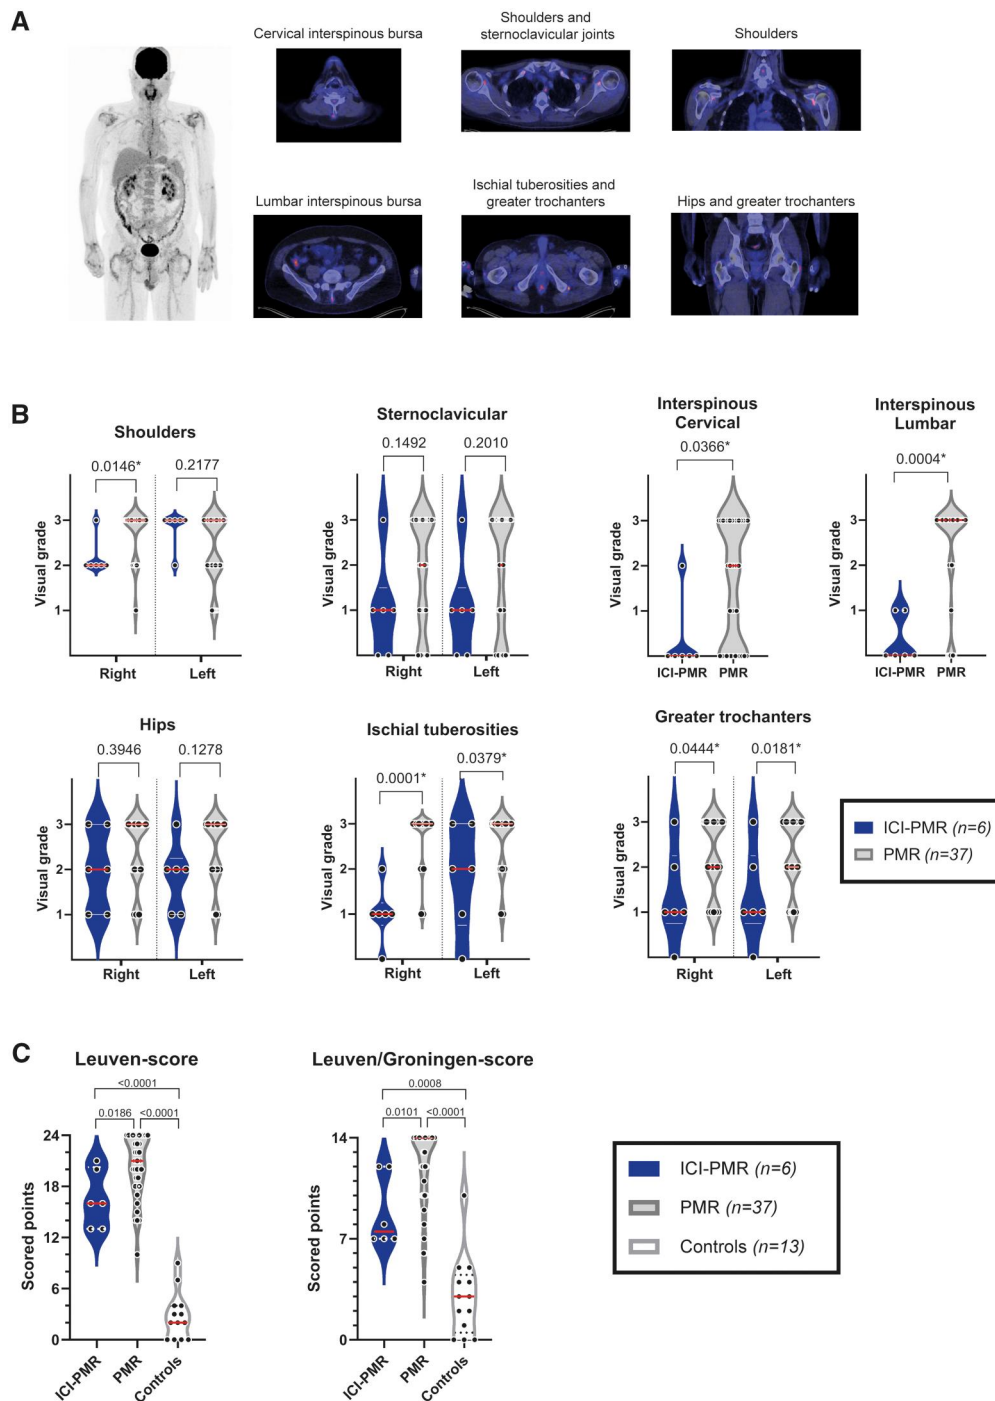 A
Cervical interspinous bursa
Shoulders and
sternoclavicular joints
Shoulders
Lumbar interspinous bursa
Ischial tuberosities and
greater trochanters
Hips and greater trochanters
B
Shoulders
0.0146*
0.2177
Visual grade
3
2
1
Right
Left
Sternoclavicular
0.1492
0.2010
Visual grade
3
2
1
Right
Left
Interspinous
Cervical
0.0366*
Visual grade
3
2
1
ICI-PMR
PMR
Interspinous
Lumbar
0.0004*
Visual grade
3
2
1
ICI-PMR
PMR
Hips
0.3946
0.1278
Visual grade
3
2
1
Right
Left
Ischial tuberosities
0.0001*
0.0379*
Visual grade
3
2
1
Right
Left
Greater trochanters
0.0444*
0.0181*
Visual grade
3
2
1
Right
Left
ICI-PMR (n=6)
PMR (n=37)
C
Leuven-score
<0.0001
0.0186
<0.0001
Scored points
24
18
12
6
0
ICI-PMR
PMR
Controls
Leuven/Groningen-score
0.0008
0.0101
<0.0001
Scored points
14
7
0
ICI-PMR
PMR
Controls
ICI-PMR (n=6)
PMR (n=37)
Controls (n=13)